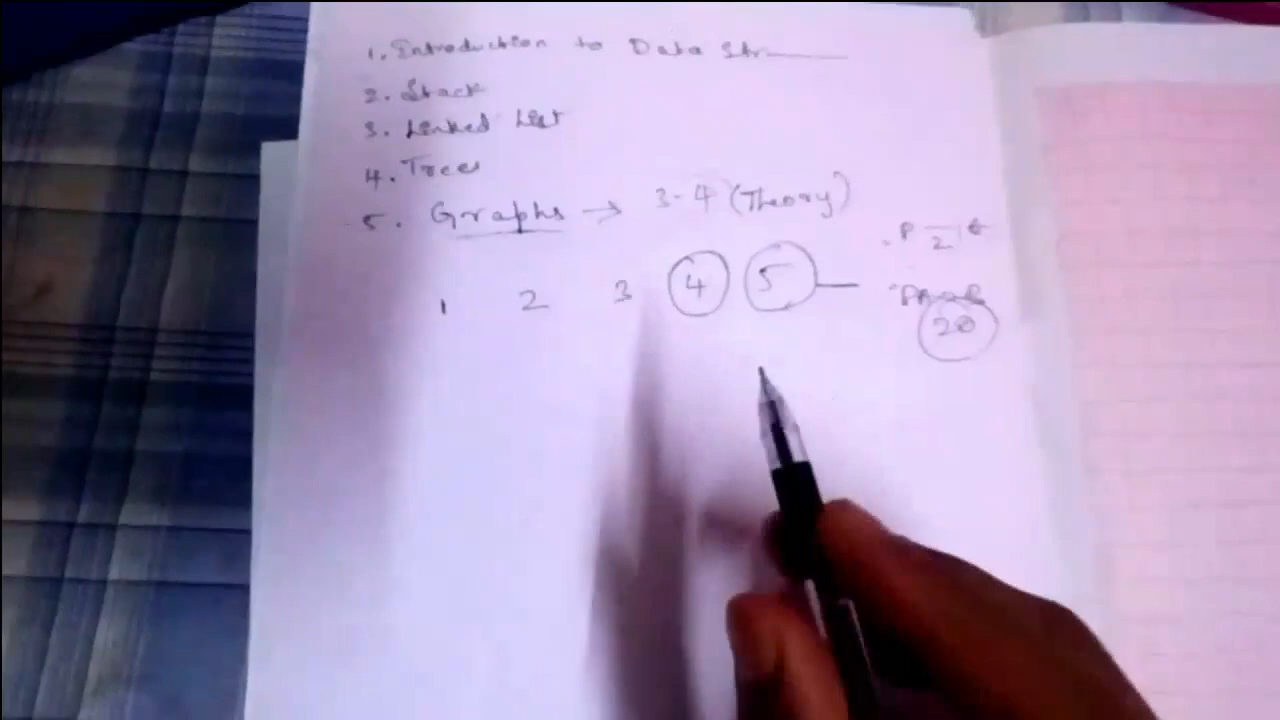 1. Introduction to Data Str
2. Stack
3. Linked List
4. Trees
5. Graphs → 3-4 (Theory)
1 2 3 4 5
20